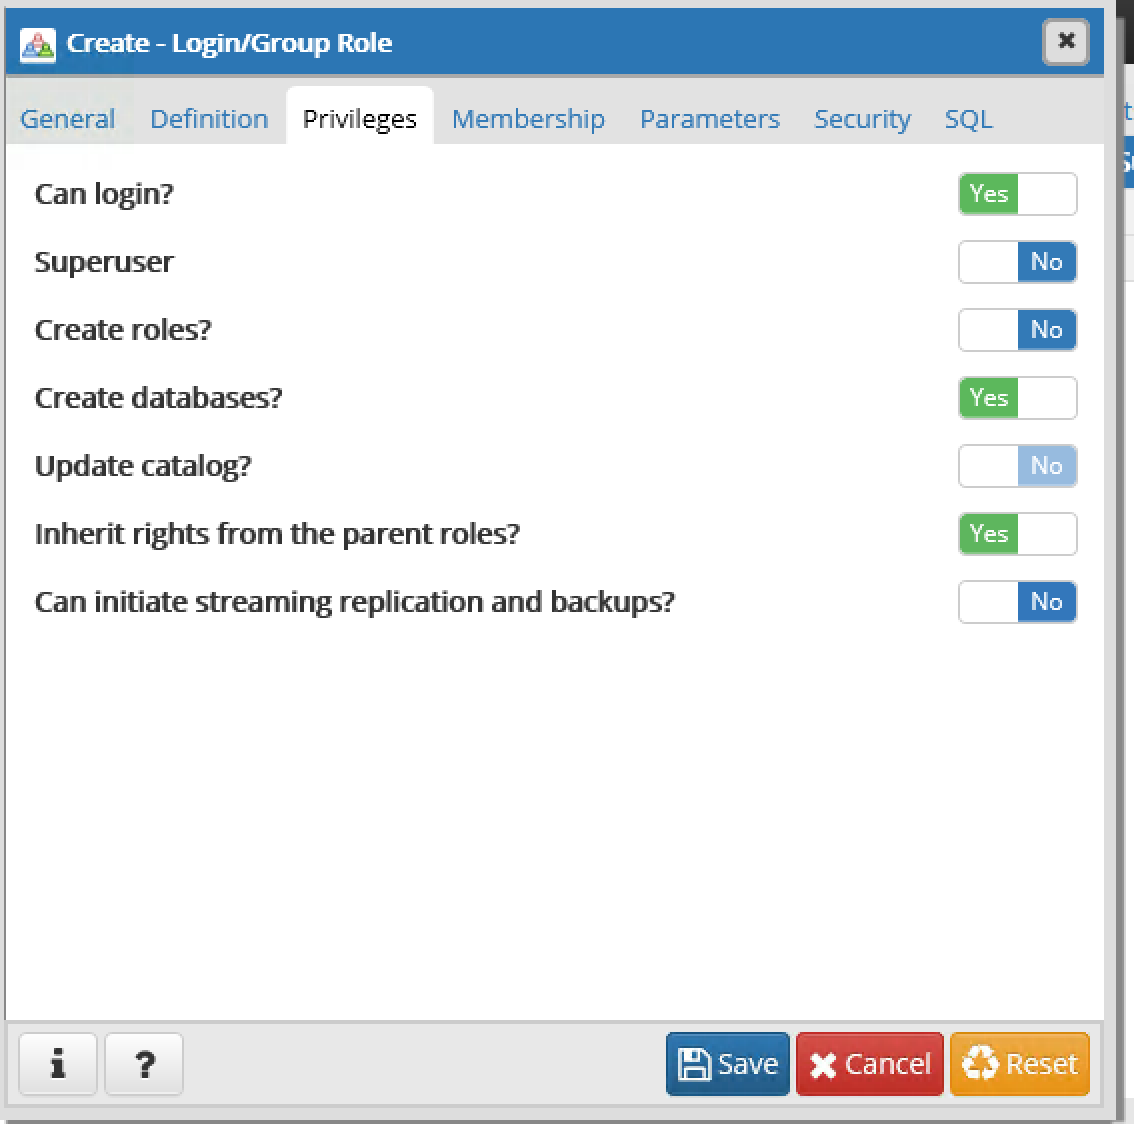 Create - Login/Group Role
General Definition Privileges Membership Parameters Security SQL
Can login? Yes
Superuser No
Create roles? No
Create databases? Yes
Update catalog? No
Inherit rights from the parent roles? Yes
Can initiate streaming replication and backups? No
i ? Save Cancel Reset